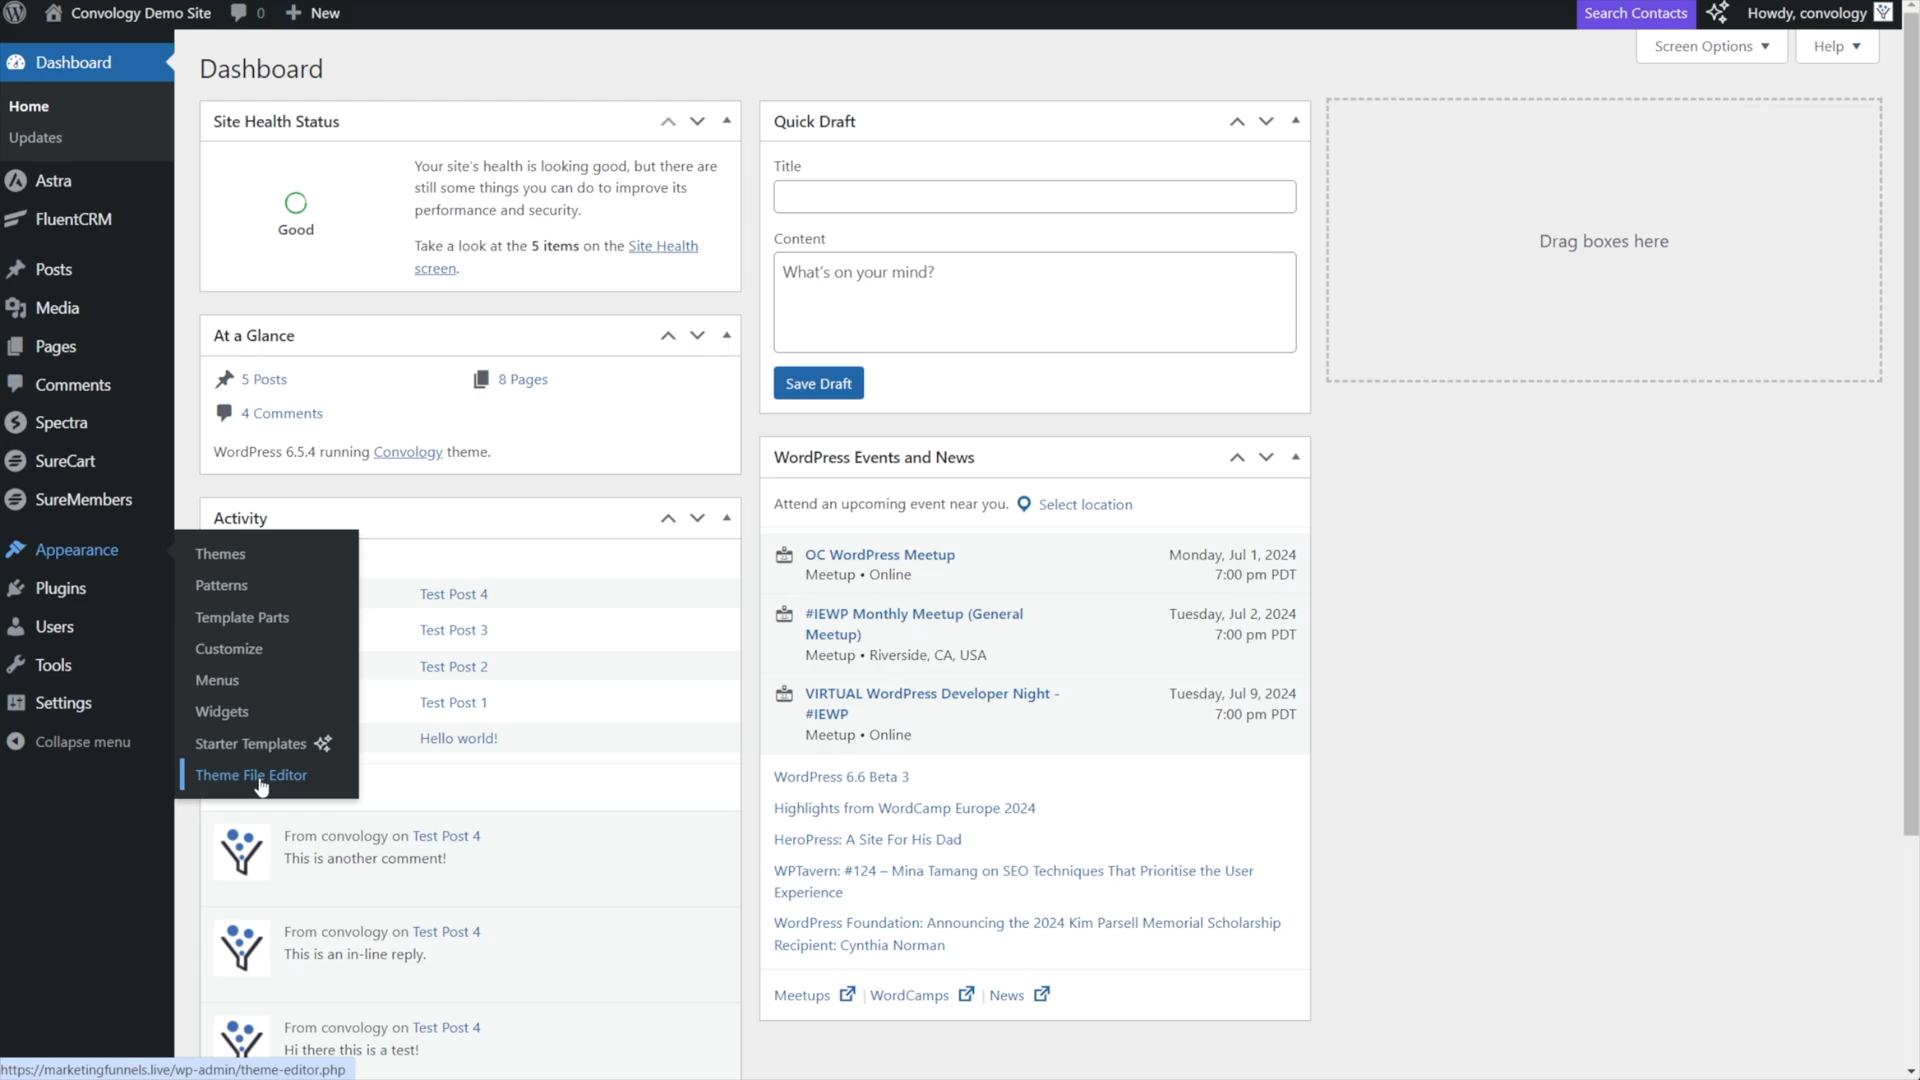 Convology Demo Site
0
New
Search Contacts
Howdy, convology
Dashboard
Home
Updates
Astra
FluentCRM
Posts
Media
Pages
Comments
Spectra
SureCart
SureMembers
Appearance
Plugins
Users
Tools
Settings
Collapse menu
Themes
Patterns
Template Parts
Customize
Menus
Widgets
Starter Templates
Theme File Editor
Screen Options
Help
Dashboard
Site Health Status
Good
Your site's health is looking good, but there are
still some things you can do to improve its
performance and security.
Take a look at the 5 items on the Site Health
screen.
At a Glance
5 Posts
8 Pages
4 Comments
WordPress 6.5.4 running Convology theme.
Activity
Test Post 4
Test Post 3
Test Post 2
Test Post 1
Hello world!
From convology on Test Post 4
This is another comment!
From convology on Test Post 4
This is an in-line reply.
From convology on Test Post 4
Hi there this is a test!
Quick Draft
Title
Content
What's on your mind?
Save Draft
WordPress Events and News
Attend an upcoming event near you. Select location
OC WordPress Meetup
Meetup • Online
Monday, Jul 1, 2024
7:00 pm PDT
#IEWP Monthly Meetup (General
Meetup)
Meetup • Riverside, CA, USA
Tuesday, Jul 2, 2024
7:00 pm PDT
VIRTUAL WordPress Developer Night -
#IEWP
Meetup • Online
Tuesday, Jul 9, 2024
7:00 pm PDT
WordPress 6.6 Beta 3
Highlights from WordCamp Europe 2024
HeroPress: A Site For His Dad
WPTavern: #124 – Mina Tamang on SEO Techniques That Prioritise the User
Experience
WordPress Foundation: Announcing the 2024 Kim Parsell Memorial Scholarship
Recipient: Cynthia Norman
Meetups | WordCamps | News
Drag boxes here
https://marketingfunnels.live/wp-admin/theme-editor.php